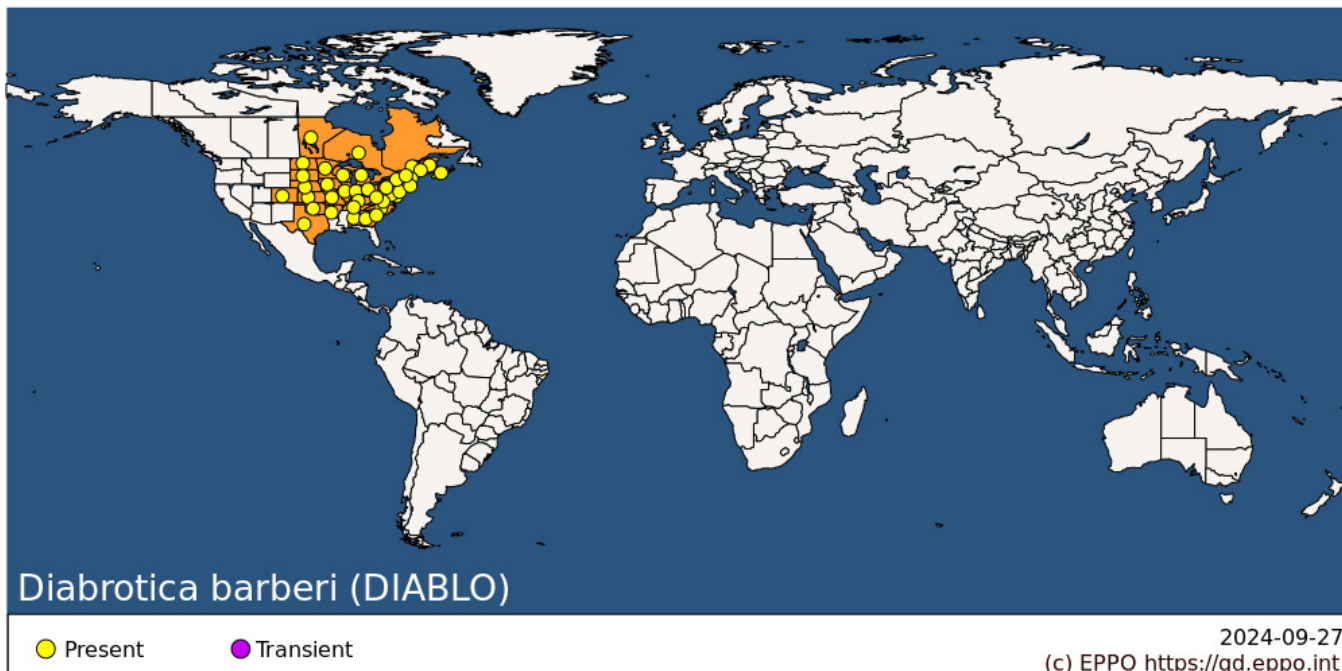 Diabrotica barberi (DIABLO)
Present
Transient
2024-09-27
(c) EPPO https://gd.eppo.int